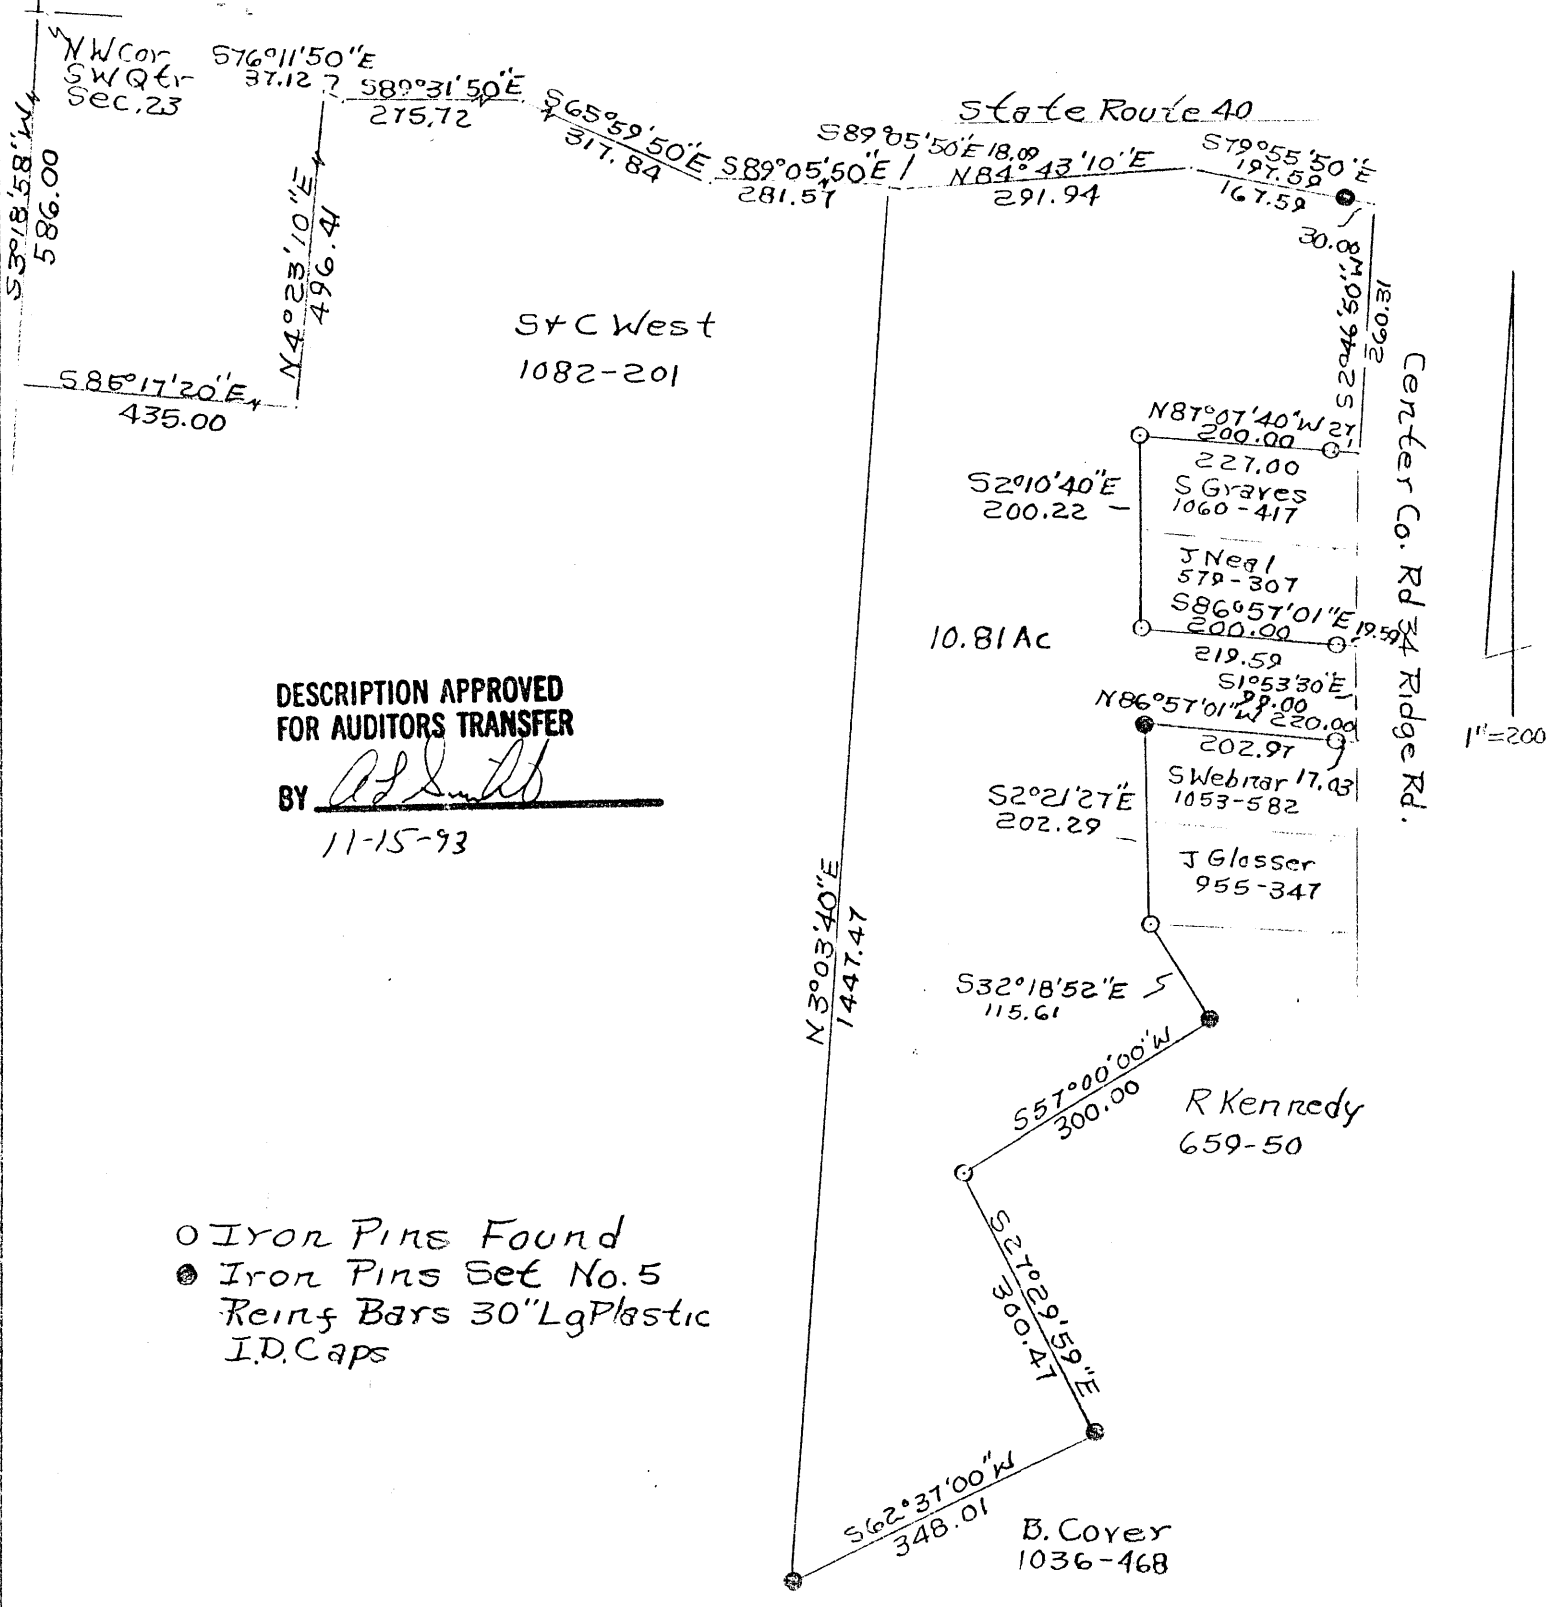 NW Cor
SW Qtr
Sec. 23
S3°18'58"W
586.00
S76°11'50"E
37.12
S89°31'50"E
275.72
S65°59'50"E
317.84
S89°05'50"E
281.57
State Route 40
S89°05'50"E 18.09
N84°43'10"E
291.94
S79°55'50"E
197.59
167.59
30.00
N4°23'10"E
496.41
S&C West
1082-201
S86°17'20"E
435.00
S2°46'50"W
260.31
Center Co. Rd 34 Ridge Rd.
N87°07'40"W 27
200.00
227.00
S2°10'40"E
200.22
S Graves
1060-417
J Neal
579-307
S86°57'01"E 19.59
200.00
219.59
10.81 Ac
S1°53'30"E
99.00
N86°57'01"W 220.00
202.97
1"=200
S Webnar 17.03
1053-582
S2°21'27"E
202.29
J Glosser
955-347
DESCRIPTION APPROVED
FOR AUDITORS TRANSFER
BY
11-15-93
N3°03'40"E
1447.47
S32°18'52"E
115.61
S57°00'00"W
300.00
R Kennedy
659-50
Iron Pins Found
Iron Pins Set No. 5
Reinf Bars 30" Lg Plastic
I.D. Caps
S27°29'59"E
300.47
S62°37'00"W
348.01
B. Cover
1036-468